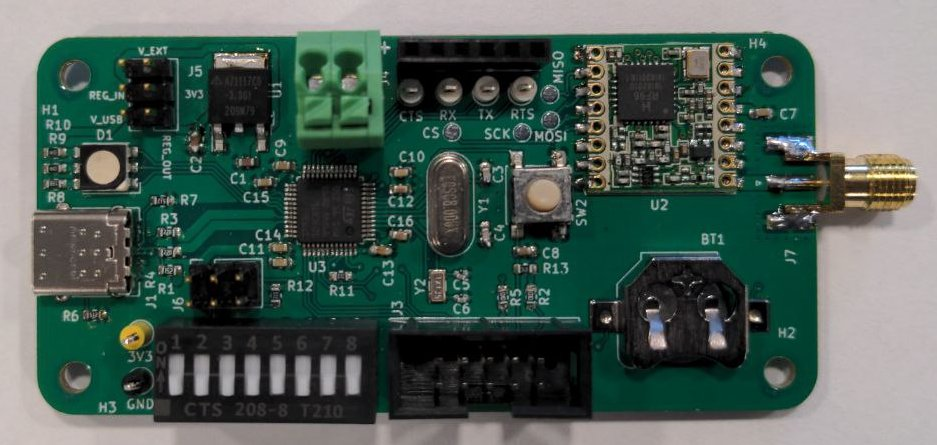 V_EXT
J5
REG_IN
3V3
V_USB
REG_OUT
H1
R10
D1
R9
R8
C2
U1
C9
C1
C15
R7
R3
C14
C11
R4
R1
J1
J6
R6
R12
R11
U3
C13
C10
C12
C16
+
J4
CTS
RX
TX
RTS
CS
SCK
MOSI
MISO
H4
RF96
C7
U2
J7
SW2
C3
Y1
C4
C8
R13
Y2
C5
C6
R5
R2
J3
BT1
H2
3V3
GND
H3
1 2 3 4 5 6 7 8
CTS 208-8 T210